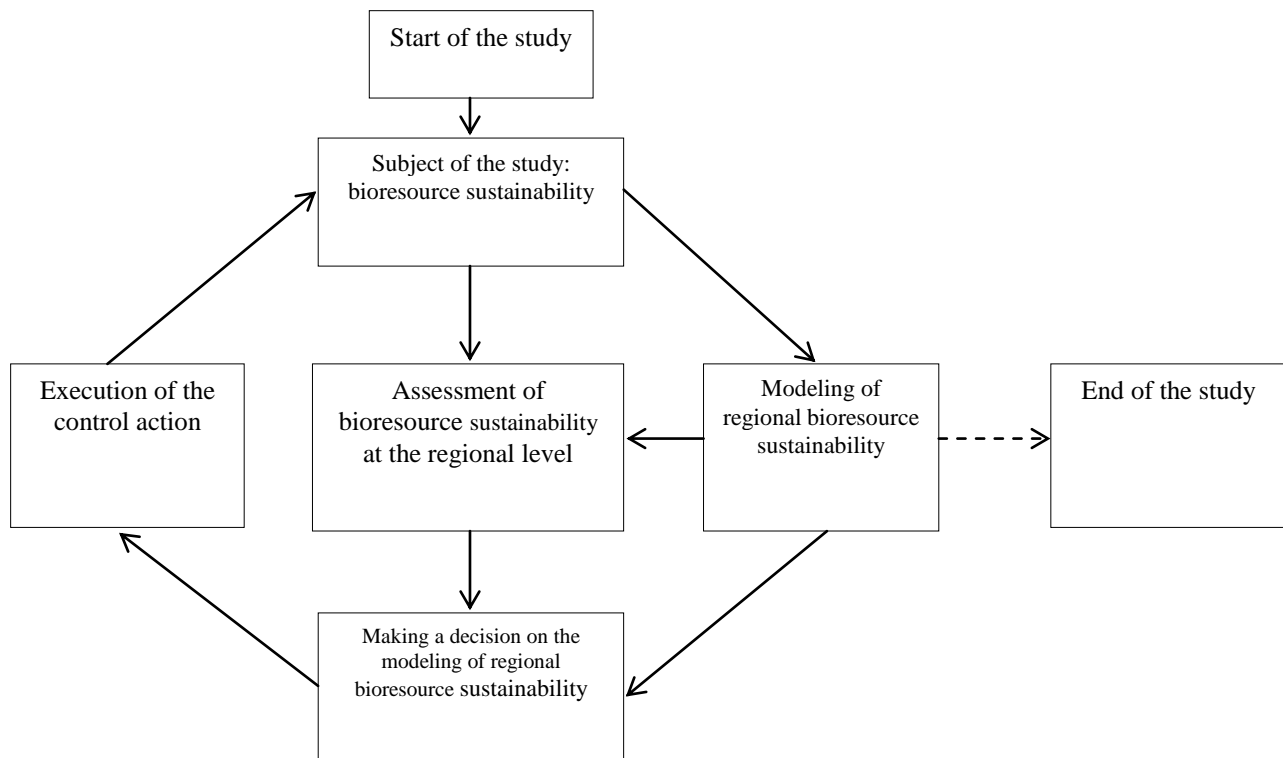 Start of the study
Subject of the study:
bioresource sustainability
Execution of the
control action
Assessment of
bioresource sustainability
at the regional level
Modeling of
regional bioresource
sustainability
End of the study
Making a decision on the
modeling of regional
bioresource sustainability